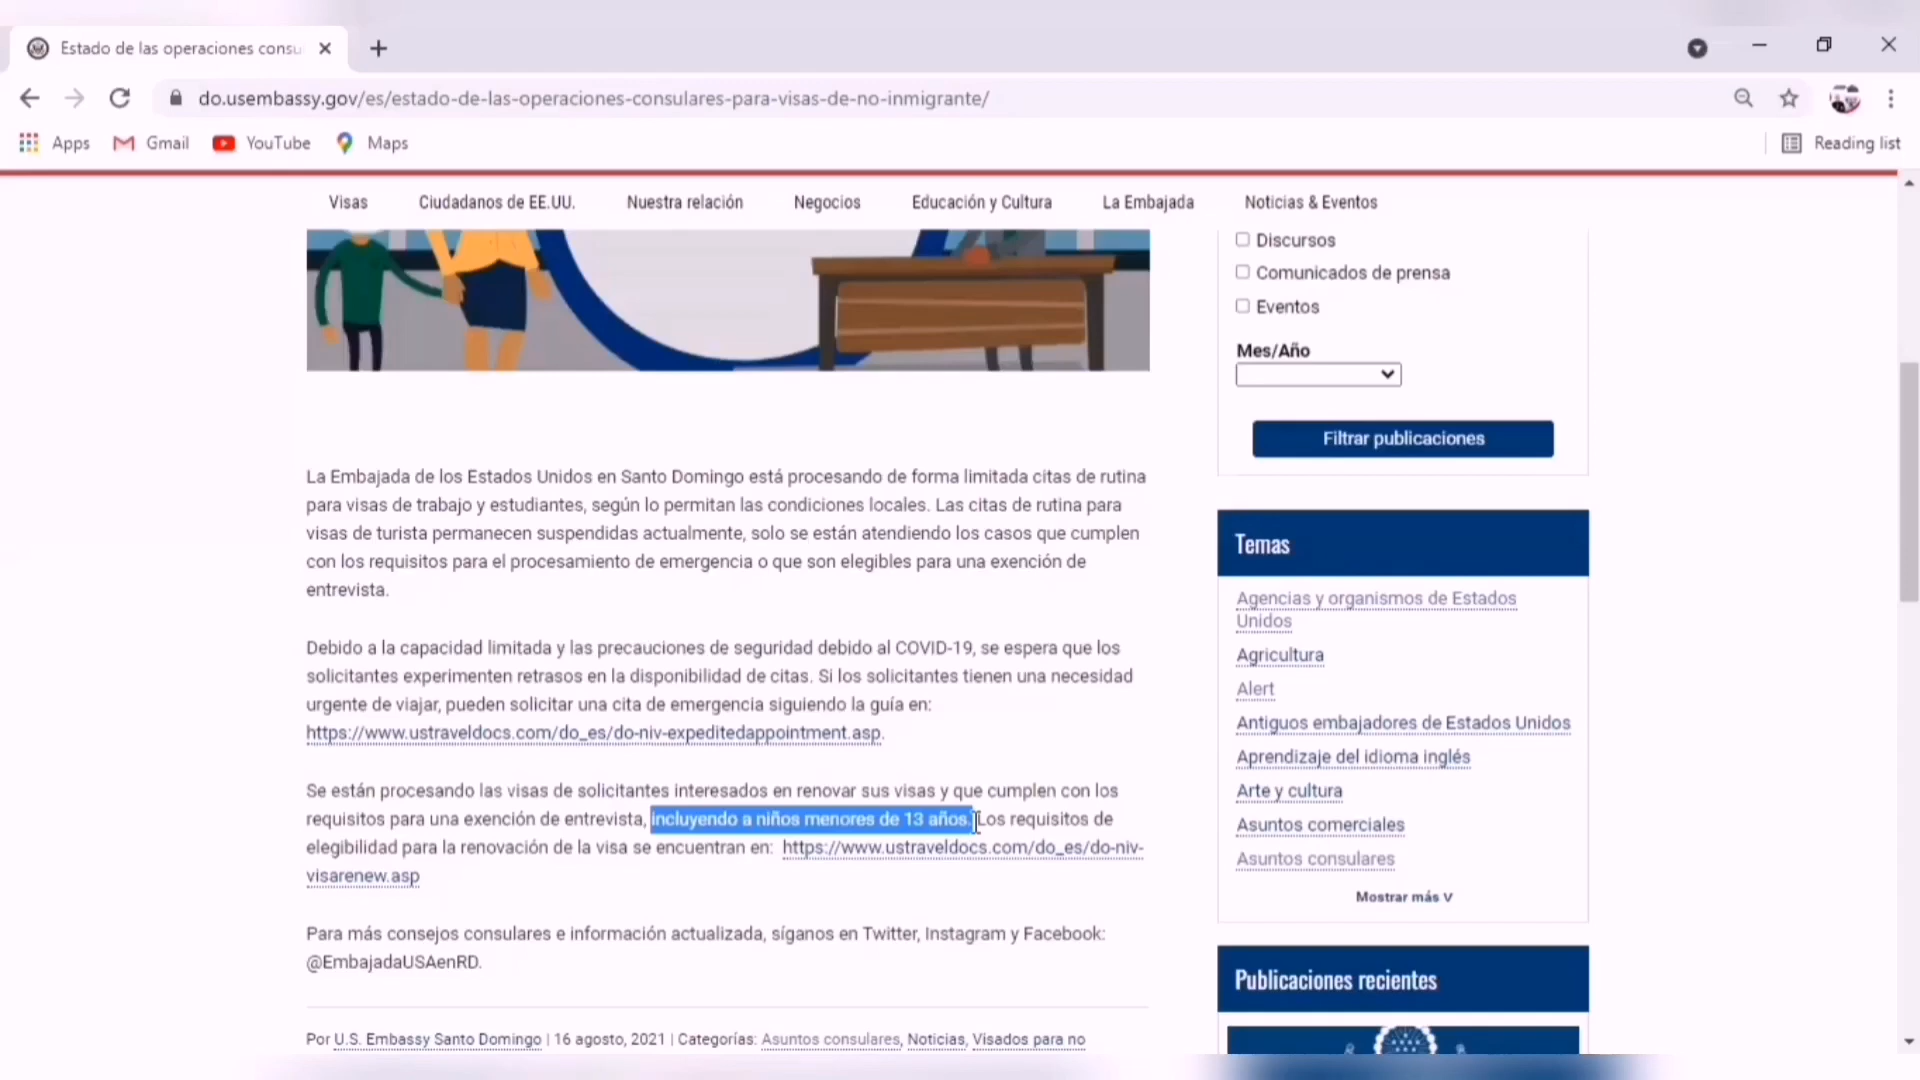 Estado de las operaciones consu
do.usembassy.gov/es/estado-de-las-operaciones-consulares-para-visas-de-no-inmigrante/
Apps Gmail YouTube Maps Reading list
Visas Ciudadanos de EE.UU. Nuestra relación Negocios Educación y Cultura La Embajada Noticias & Eventos
Discursos
Comunicados de prensa
Eventos
Mes/Año
Filtrar publicaciones
La Embajada de los Estados Unidos en Santo Domingo está procesando de forma limitada citas de rutina
para visas de trabajo y estudiantes, según lo permitan las condiciones locales. Las citas de rutina para
visas de turista permanecen suspendidas actualmente, solo se están atendiendo los casos que cumplen
con los requisitos para el procesamiento de emergencia o que son elegibles para una exención de
entrevista.
Debido a la capacidad limitada y las precauciones de seguridad debido al COVID-19, se espera que los
solicitantes experimenten retrasos en la disponibilidad de citas. Si los solicitantes tienen una necesidad
urgente de viajar, pueden solicitar una cita de emergencia siguiendo la guía en:
https://www.ustraveldocs.com/do_es/do-niv-expeditedappointment.asp.
Se están procesando las visas de solicitantes interesados en renovar sus visas y que cumplen con los
requisitos para una exención de entrevista, incluyendo a niños menores de 13 años. Los requisitos de
elegibilidad para la renovación de la visa se encuentran en: https://www.ustraveldocs.com/do_es/do-niv-
visarenew.asp
Para más consejos consulares e información actualizada, síganos en Twitter, Instagram y Facebook:
@EmbajadaUSAenRD.
Por U.S. Embassy Santo Domingo | 16 agosto, 2021 | Categorías: Asuntos consulares, Noticias, Visados para no
Temas
Agencias y organismos de Estados
Unidos
Agricultura
Alert
Antiguos embajadores de Estados Unidos
Aprendizaje del idioma inglés
Arte y cultura
Asuntos comerciales
Asuntos consulares
Mostrar más ∨
Publicaciones recientes